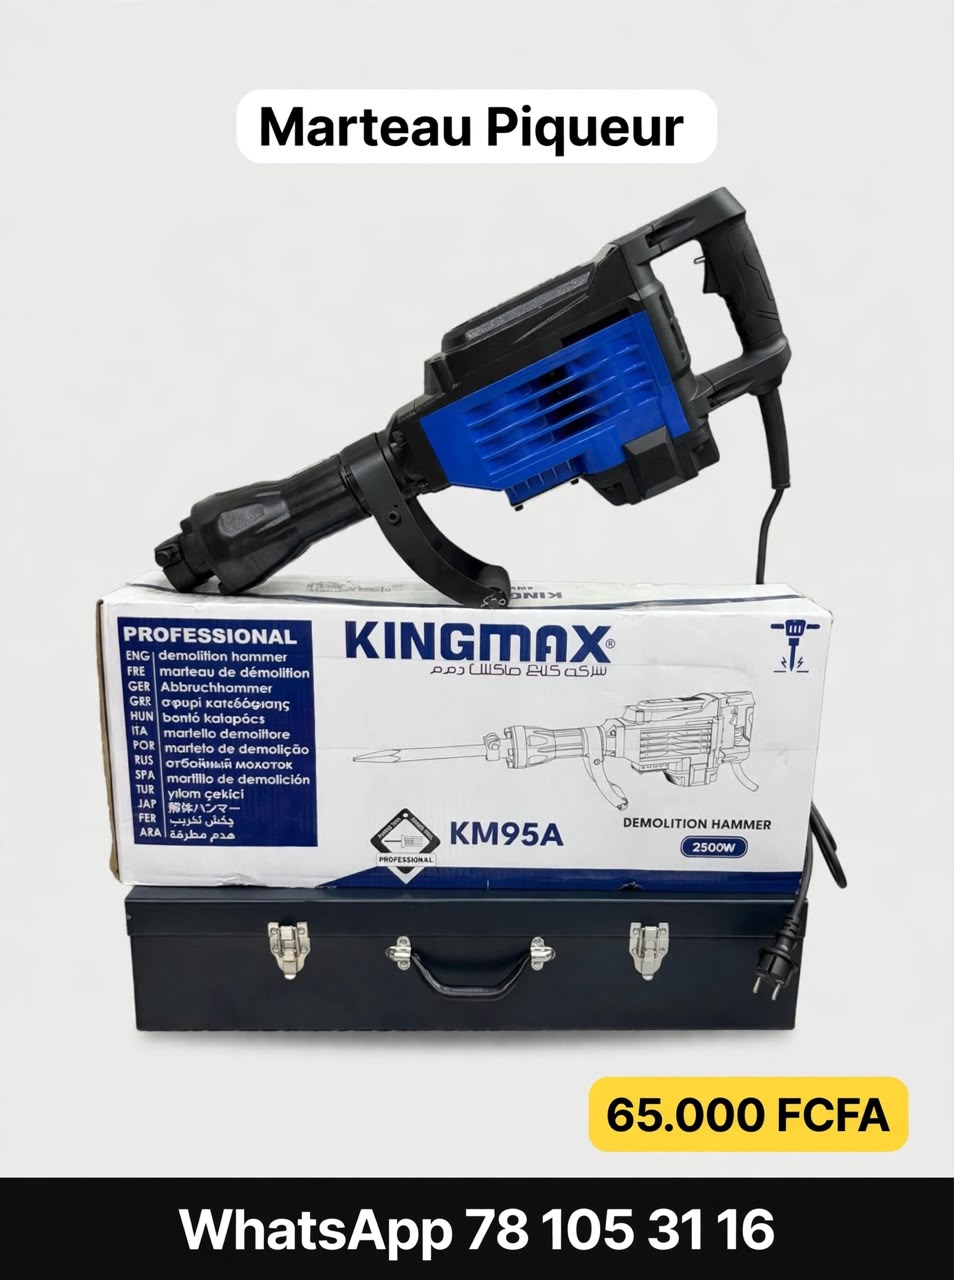 Marteau Piqueur
PROFESSIONAL
ENG demolition hammer
FRE marteau de démolition
GER Abbruchhammer
GRR σφυρί κατεδάφισης
HUN bontó kalapács
ITA martello demolitore
POR marteto de demolição
RUS отбойный молоток
SPA martillo de demolición
TUR yılom çekici
JAP 解体ハンマー
FER چکش تخریب
ARA هدم مطرقة
KINGMAX®
KM95A
PROFESSIONAL
DEMOLITION HAMMER
2500W
65.000 FCFA
WhatsApp 78 105 31 16